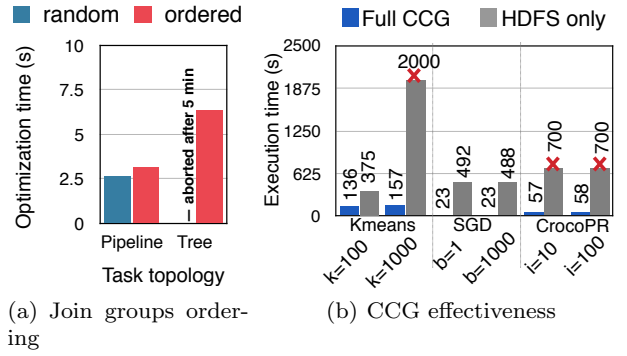 random ordered
Optimization time (s)
10
7.5
5
2.5
0
— aborted after 5 min
Pipeline Tree
Task topology
(a) Join groups order-
ing
Full CCG HDFS only
Execution time (s)
2500
1875
1250
625
0
136 375 157 2000 23 492 23 488 57 700 58 700
Kmeans SGD CrocoPR
k=100 k=1000 b=1 b=1000 i=10 i=100
(b) CCG effectiveness